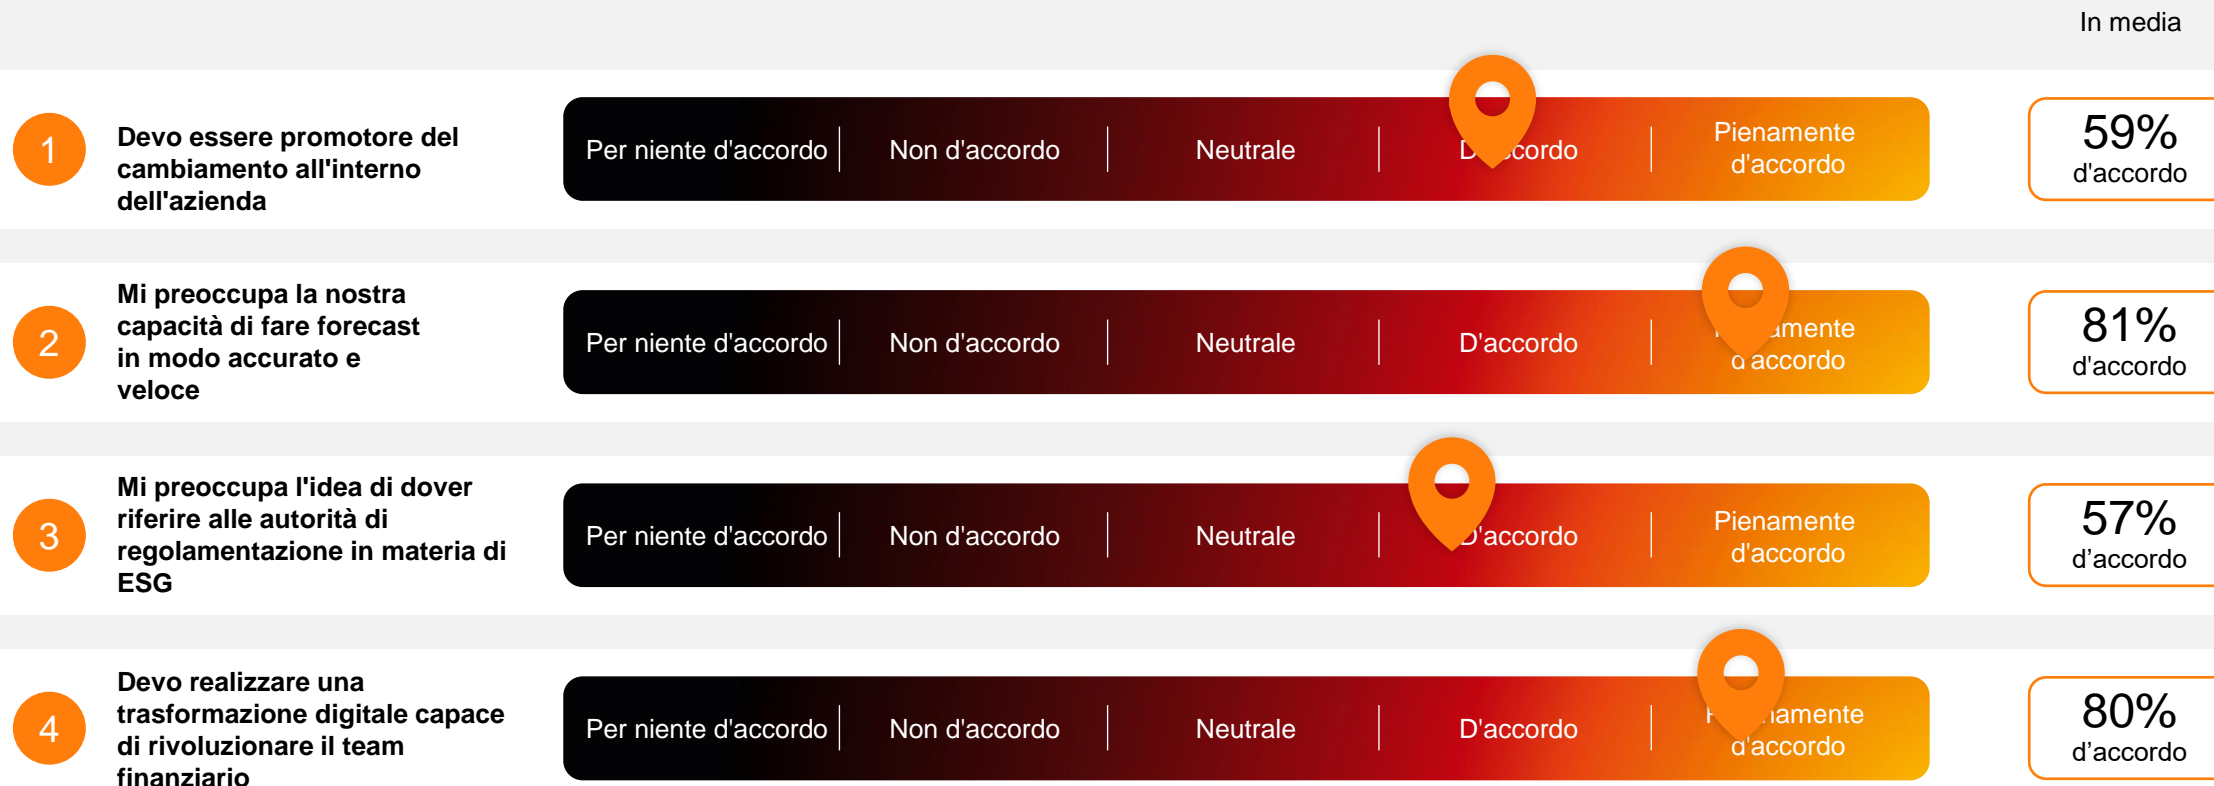 In media
1
Devo essere promotore del
cambiamento all'interno
dell'azienda
Per niente d'accordo
Non d'accordo
Neutrale
Pienamente
d'accordo
59%
d'accordo
2
Mi preoccupa la nostra
capacità di fare forecast
in modo accurato e
veloce
Per niente d'accordo
Non d'accordo
Neutrale
D'accordo
d'accordo
81%
d'accordo
3
Mi preoccupa l'idea di dover
riferire alle autorità di
regolamentazione in materia di
ESG
Per niente d'accordo
Non d'accordo
Neutrale
D'accordo
Pienamente
d'accordo
57%
d’accordo
4
Devo realizzare una
trasformazione digitale capace
di rivoluzionare il team
finanziario
Per niente d'accordo
Non d'accordo
Neutrale
D'accordo
d'accordo
80%
d’accordo